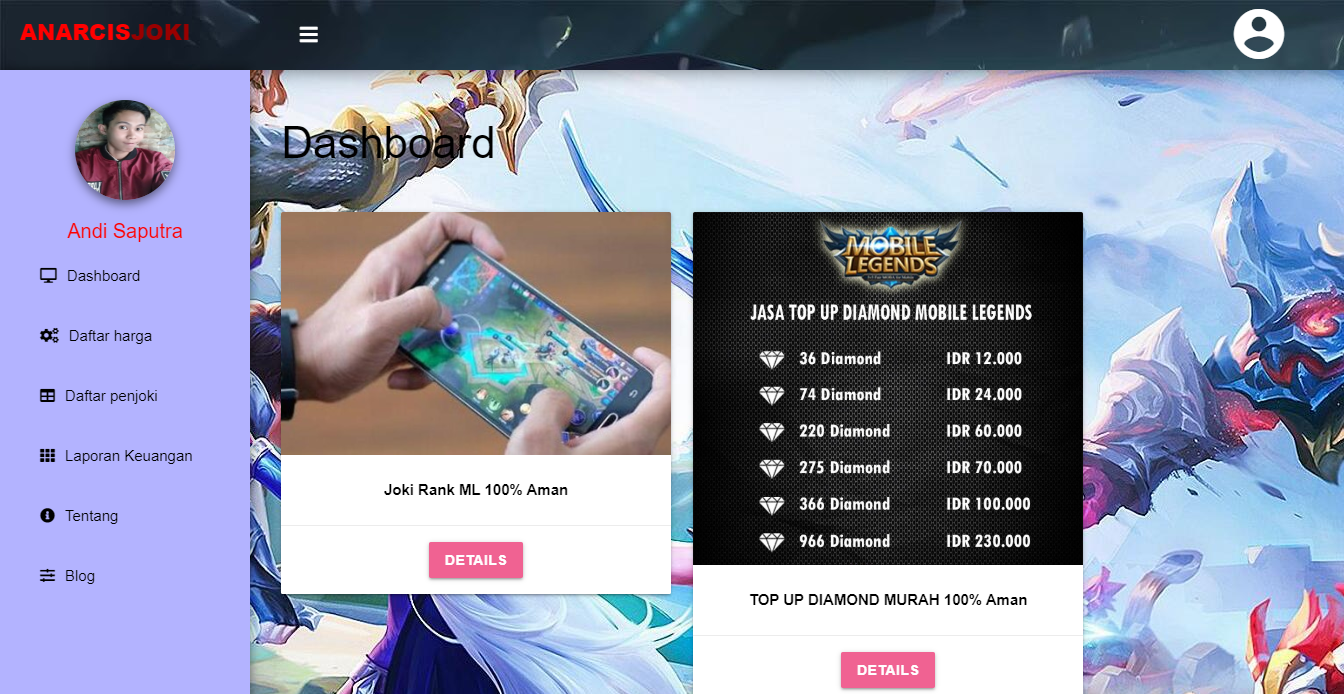 ANARCISJOKI
Andi Saputra
Dashboard
Daftar harga
Daftar penjoki
Laporan Keuangan
Tentang
Blog
Dashboard
Joki Rank ML 100% Aman
DETAILS
MOBILE
LEGENDS
JASA TOP UP DIAMOND MOBILE LEGENDS
36 Diamond IDR 12.000
74 Diamond IDR 24.000
220 Diamond IDR 60.000
275 Diamond IDR 70.000
366 Diamond IDR 100.000
966 Diamond IDR 230.000
TOP UP DIAMOND MURAH 100% Aman
DETAILS